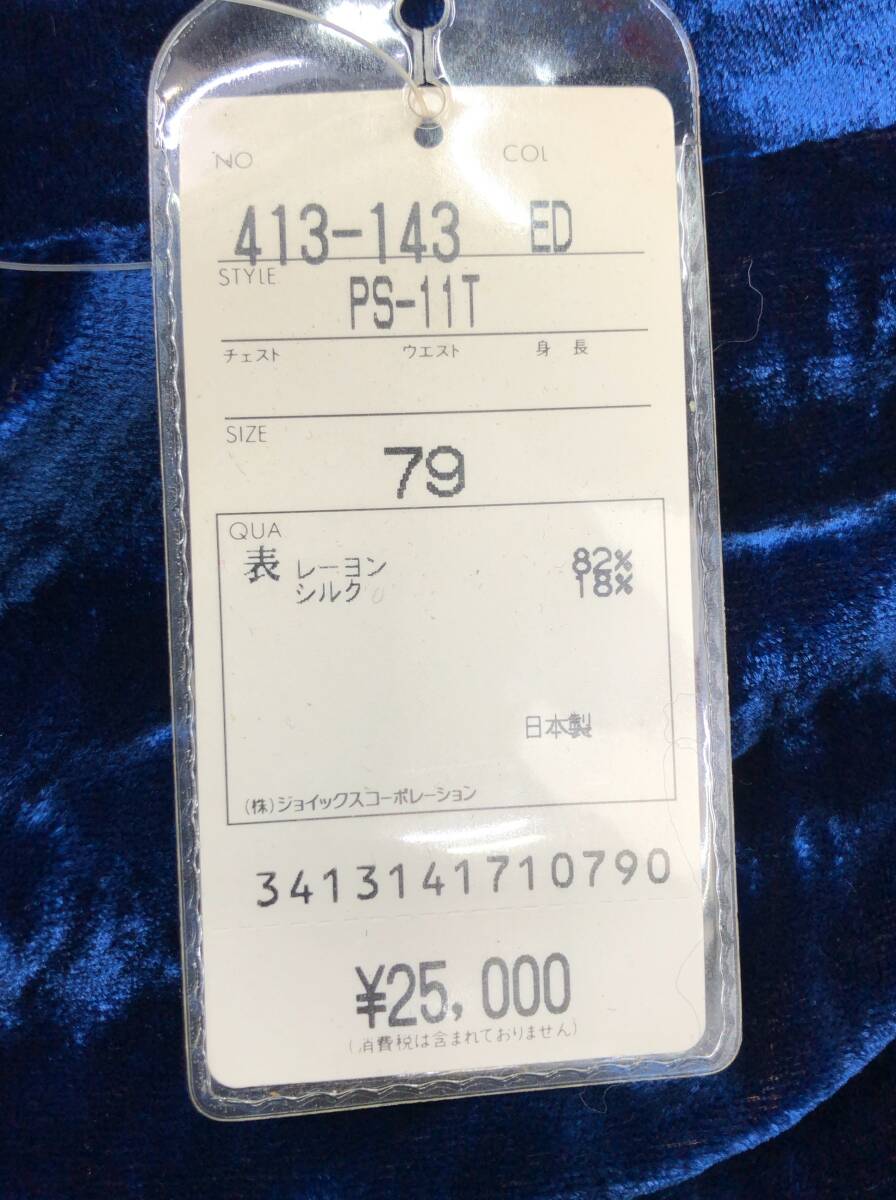 NO COL
413-143 ED
STYLE
PS-11T
チェスト ウエスト 身長
SIZE
79
QUA
表 レーヨン 82%
シルク 18%
日本製
(株)ジョイックスコーポレーション
3413141710790
¥25,000
(消費税は含まれておりません)